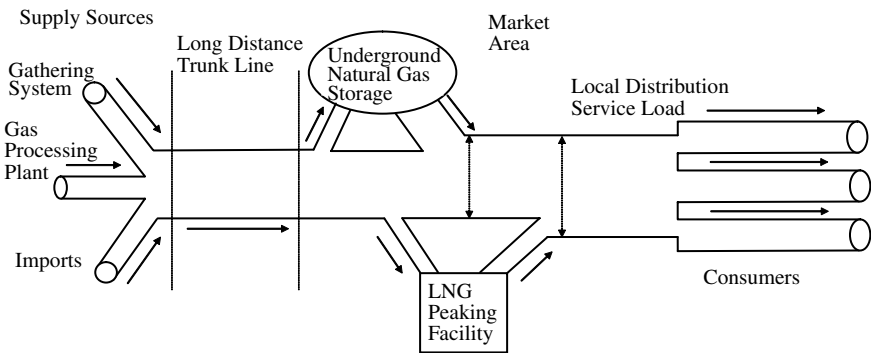 Supply Sources
Gathering
System
Gas
Processing
Plant
Imports
Long Distance
Trunk Line
Underground
Natural Gas
Storage
Market
Area
LNG
Peaking
Facility
Local Distribution
Service Load
Consumers